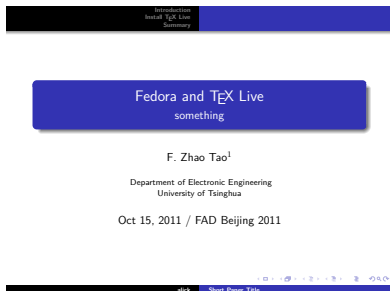 Introduction
Install TEX Live
Summary
Fedora and TEX Live
something
F. Zhao Tao¹
Department of Electronic Engineering
University of Tsinghua
Oct 15, 2011 / FAD Beijing 2011
alick Short Paper Title